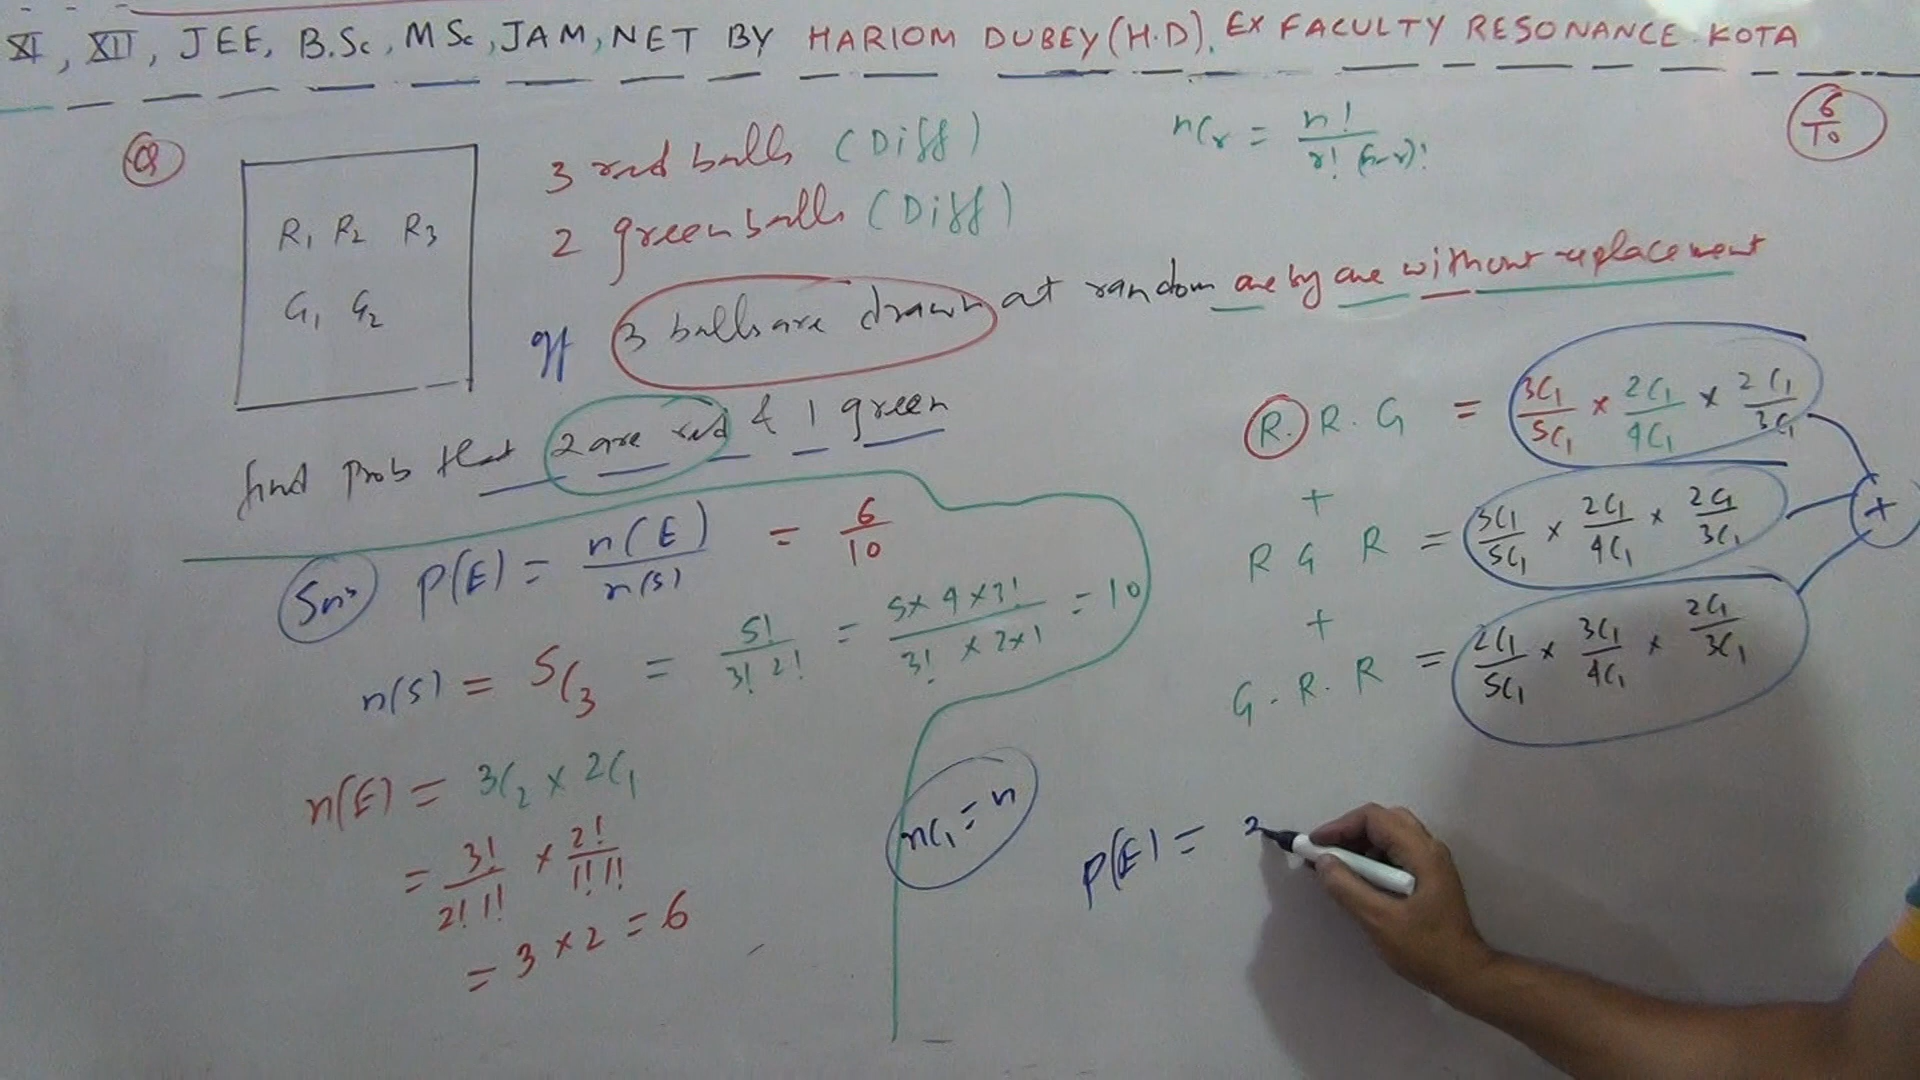 XI, XII, JEE, B.Sc, MSc, JAM, NET BY HARIOM DUBEY (H.D), EX FACULTY RESONANCE KOTA
Q
R1 R2 R3
G1 G2
3 red balls (Diff)
2 green balls (Diff)
nCr = n! / r! (n-r)!
6/10
If 3 balls are drawn at random one by one without replacement
find prob that 2 are red & 1 green
Sn: P(E) = n(E)/n(S) = 6/10
n(S) = 5C3 = 5!/3! 2! = 5×4×3!/3! × 2×1 = 10
n(E) = 3C2 × 2C1
= 3!/2! 1! × 2!/1! 1!
= 3 × 2 = 6
nC1 = n
R. R. G = 3C1/5C1 × 2C1/4C1 × 2C1/3C1
+
R G R = 3C1/5C1 × 2C1/4C1 × 2C1/3C1
+
+
G. R. R = 2C1/5C1 × 3C1/4C1 × 2C1/3C1
P(E) =